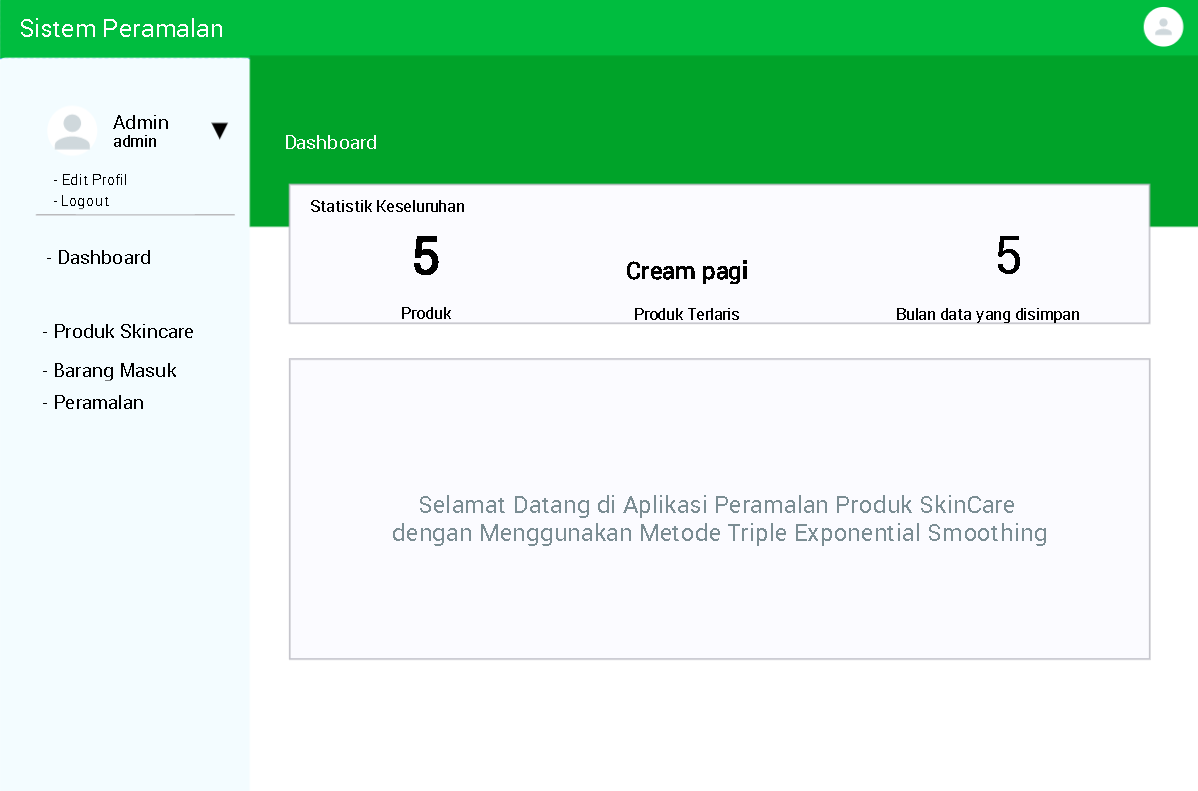 Sistem Peramalan
Admin
admin
- Edit Profil
- Logout
- Dashboard
- Produk Skincare
- Barang Masuk
- Peramalan
Dashboard
Statistik Keseluruhan
5
Produk
Cream pagi
Produk Terlaris
5
Bulan data yang disimpan
Selamat Datang di Aplikasi Peramalan Produk SkinCare
dengan Menggunakan Metode Triple Exponential Smoothing